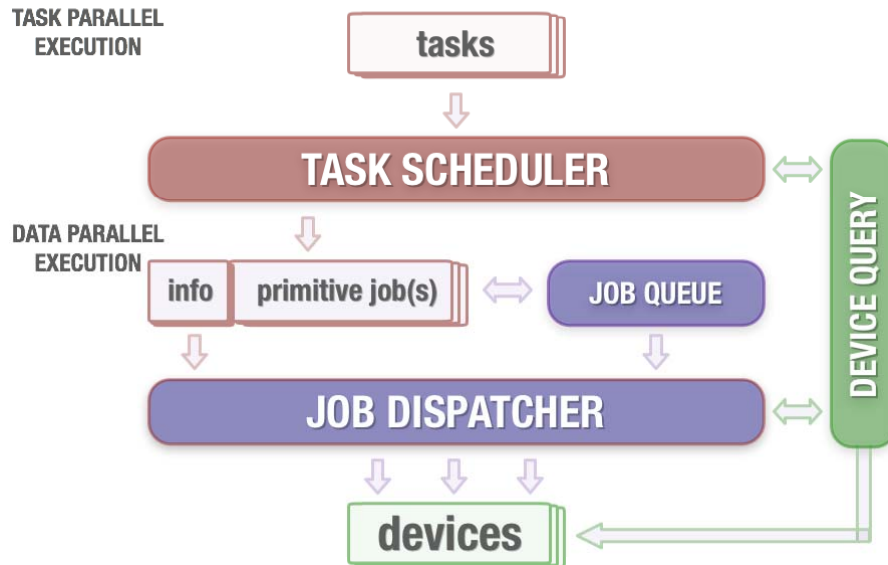 TASK PARALLEL
EXECUTION
tasks
TASK SCHEDULER
DEVICE QUERY
DATA PARALLEL
EXECUTION
info
primitive job(s)
JOB QUEUE
JOB DISPATCHER
devices